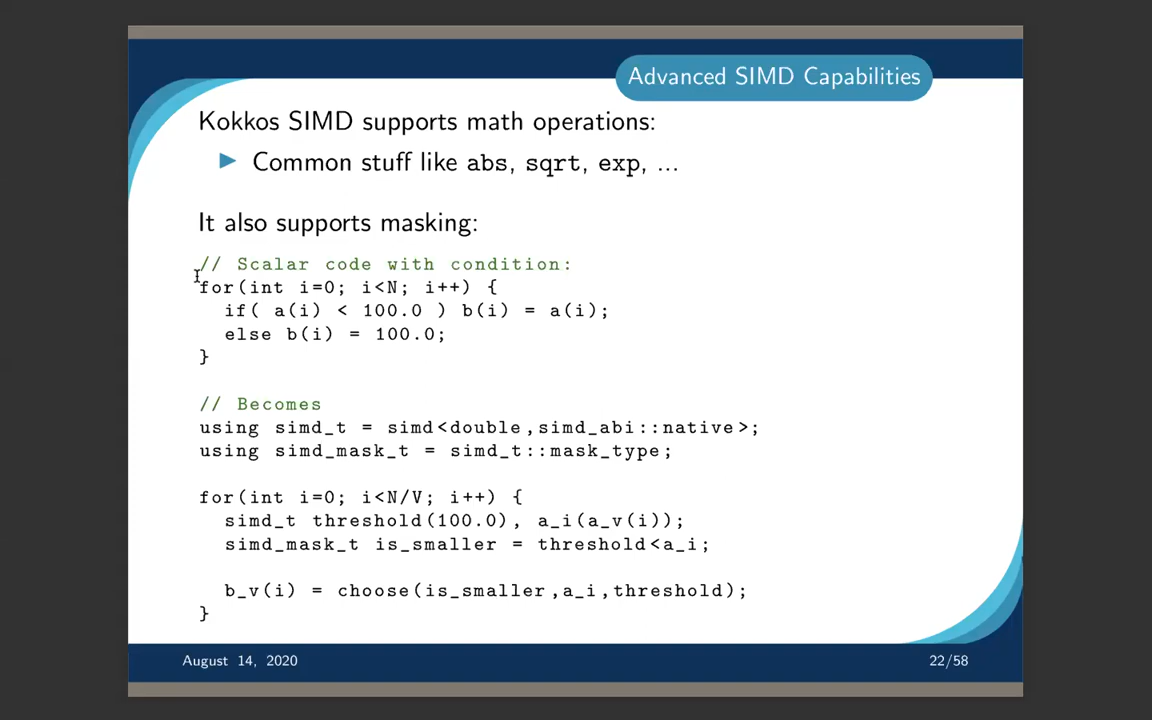 Advanced SIMD Capabilities
Kokkos SIMD supports math operations:
▶ Common stuff like abs, sqrt, exp, ...
It also supports masking:
// Scalar code with condition:
for(int i=0; i<N; i++) {
  if( a(i) < 100.0 ) b(i) = a(i);
  else b(i) = 100.0;
}
// Becomes
using simd_t = simd<double,simd_abi::native>;
using simd_mask_t = simd_t::mask_type;
for(int i=0; i<N/V; i++) {
  simd_t threshold(100.0), a_i(a_v(i));
  simd_mask_t is_smaller = threshold<a_i;
  b_v(i) = choose(is_smaller,a_i,threshold);
}
August 14, 2020
22/58